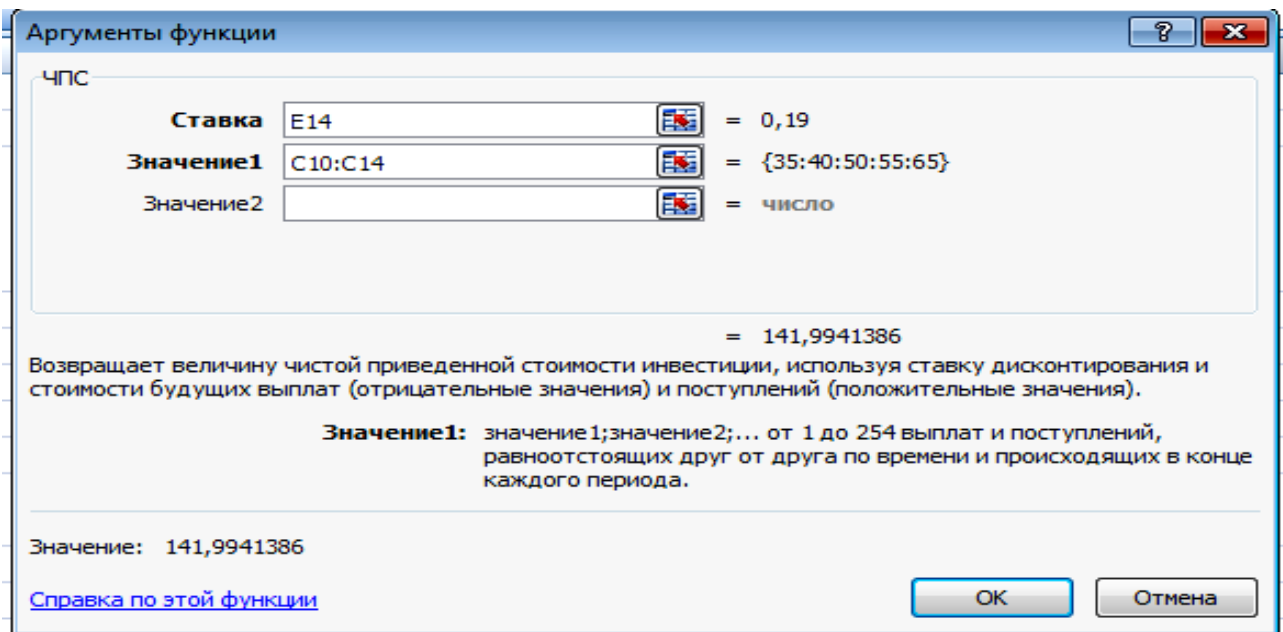 Аргументы функции
ЧПС
Ставка E14 = 0,19
Значение1 C10:C14 = {35:40:50:55:65}
Значение2 = число
= 141,9941386
Возвращает величину чистой приведенной стоимости инвестиции, используя ставку дисконтирования и
стоимости будущих выплат (отрицательные значения) и поступлений (положительные значения).
Значение1: значение1;значение2;... от 1 до 254 выплат и поступлений,
равноотстоящих друг от друга по времени и происходящих в конце
каждого периода.
Значение: 141,9941386
Справка по этой функции
OK
Отмена